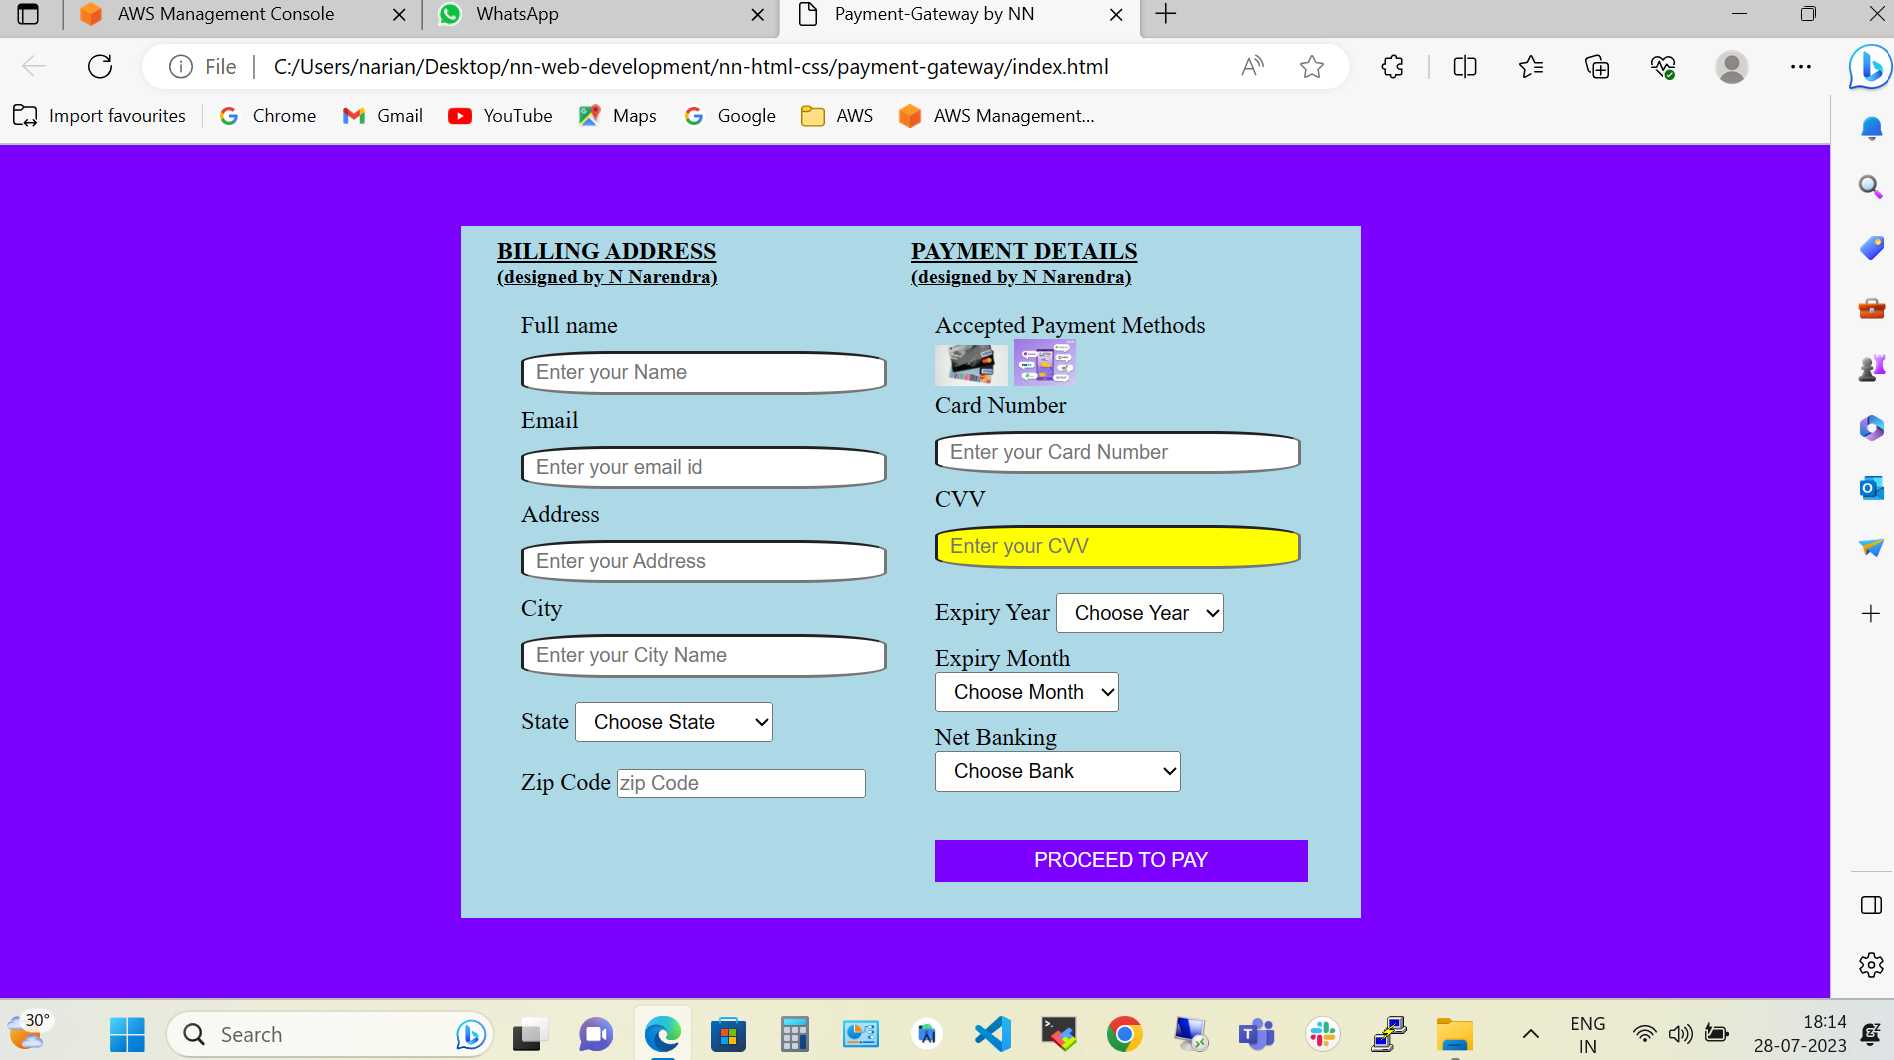 AWS Management Console
WhatsApp
Payment-Gateway by NN
File
C:/Users/narian/Desktop/nn-web-development/nn-html-css/payment-gateway/index.html
Import favourites
Chrome
Gmail
YouTube
Maps
Google
AWS
AWS Management...
BILLING ADDRESS
(designed by N Narendra)
Full name
Enter your Name
Email
Enter your email id
Address
Enter your Address
City
Enter your City Name
State Choose State
Zip Code zip Code
PAYMENT DETAILS
(designed by N Narendra)
Accepted Payment Methods
Card Number
Enter your Card Number
CVV
Enter your CVV
Expiry Year Choose Year
Expiry Month
Choose Month
Net Banking
Choose Bank
PROCEED TO PAY
30°
Search
ENG
IN
18:14
28-07-2023